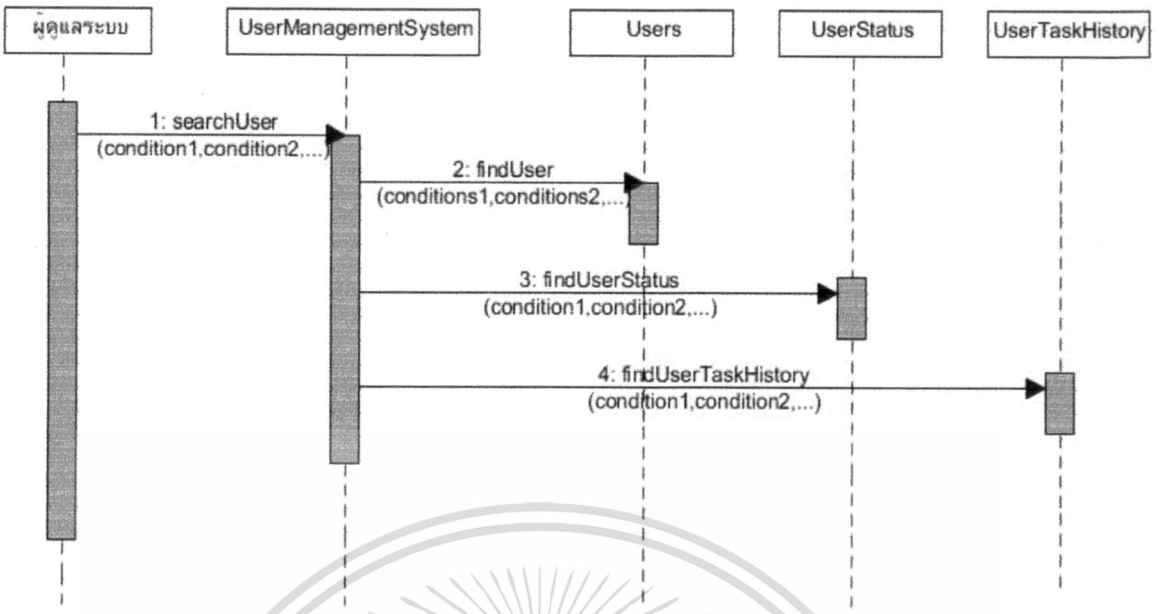 ผู้ดูแลระบบ
UserManagementSystem
Users
UserStatus
UserTaskHistory
1: searchUser
(condition1,condition2,...)
2: findUser
(conditions1,conditions2,...)
3: findUserStatus
(condition1,condition2,...)
4: findUserTaskHistory
(condition1,condition2,...)